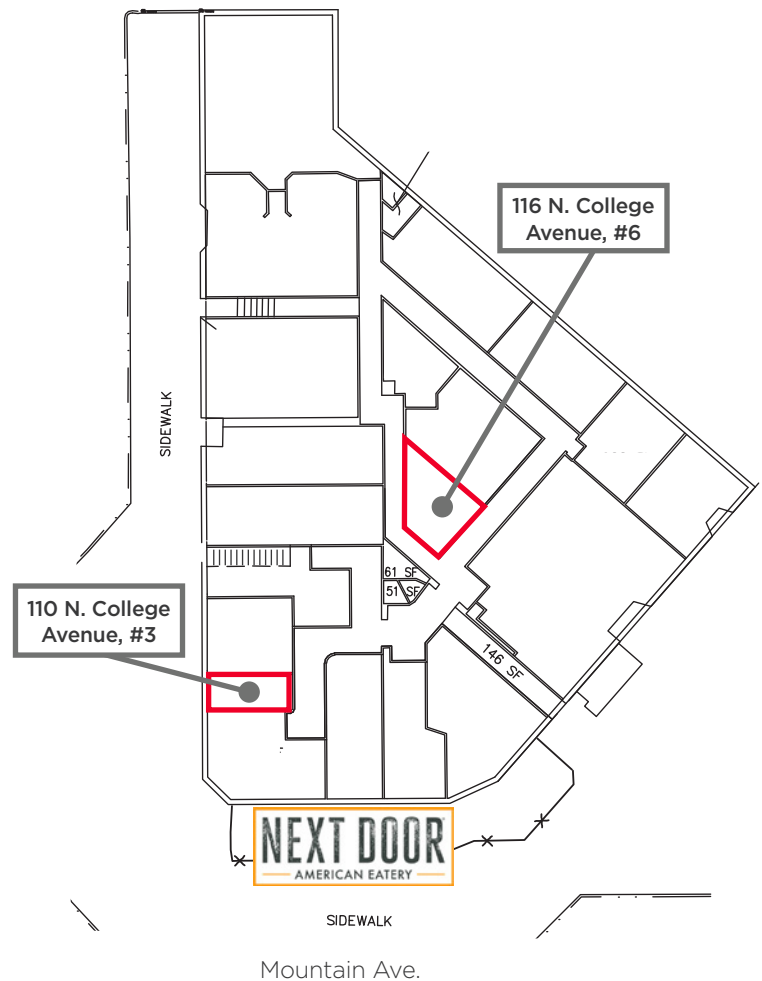 116 N. College
Avenue, #6
SIDEWALK
61 SF
51 SF
110 N. College
Avenue, #3
146 SF
NEXT DOOR
AMERICAN EATERY
SIDEWALK
Mountain Ave.